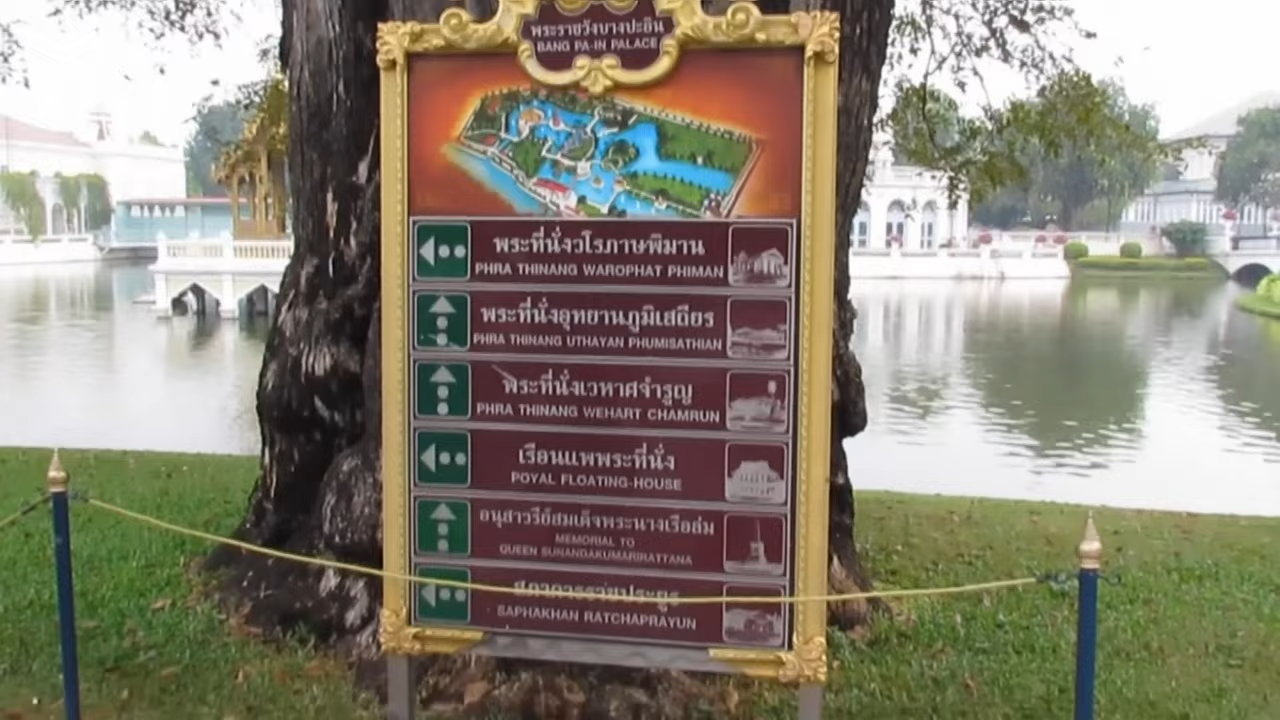 พระราชวังบางปะอิน
BANG PA-IN PALACE
พระที่นั่งวโรภาษพิมาน
PHRA THINANG WAROPHAT PHIMAN
พระที่นั่งอุทยานภูมิเสถียร
PHRA THINANG UTHAYAN PHUMISATHIAN
พระที่นั่งเวหาศจำรูญ
PHRA THINANG WEHART CHAMRUN
เรือนแพพระที่นั่ง
POYAL FLOATING-HOUSE
อนุสาวรีย์สมเด็จพระนางเรือล่ม
MEMORIAL TO
QUEEN SUNANDAKUMARIRATTANA
SAPHAKHAN RATCHAPRAYUN